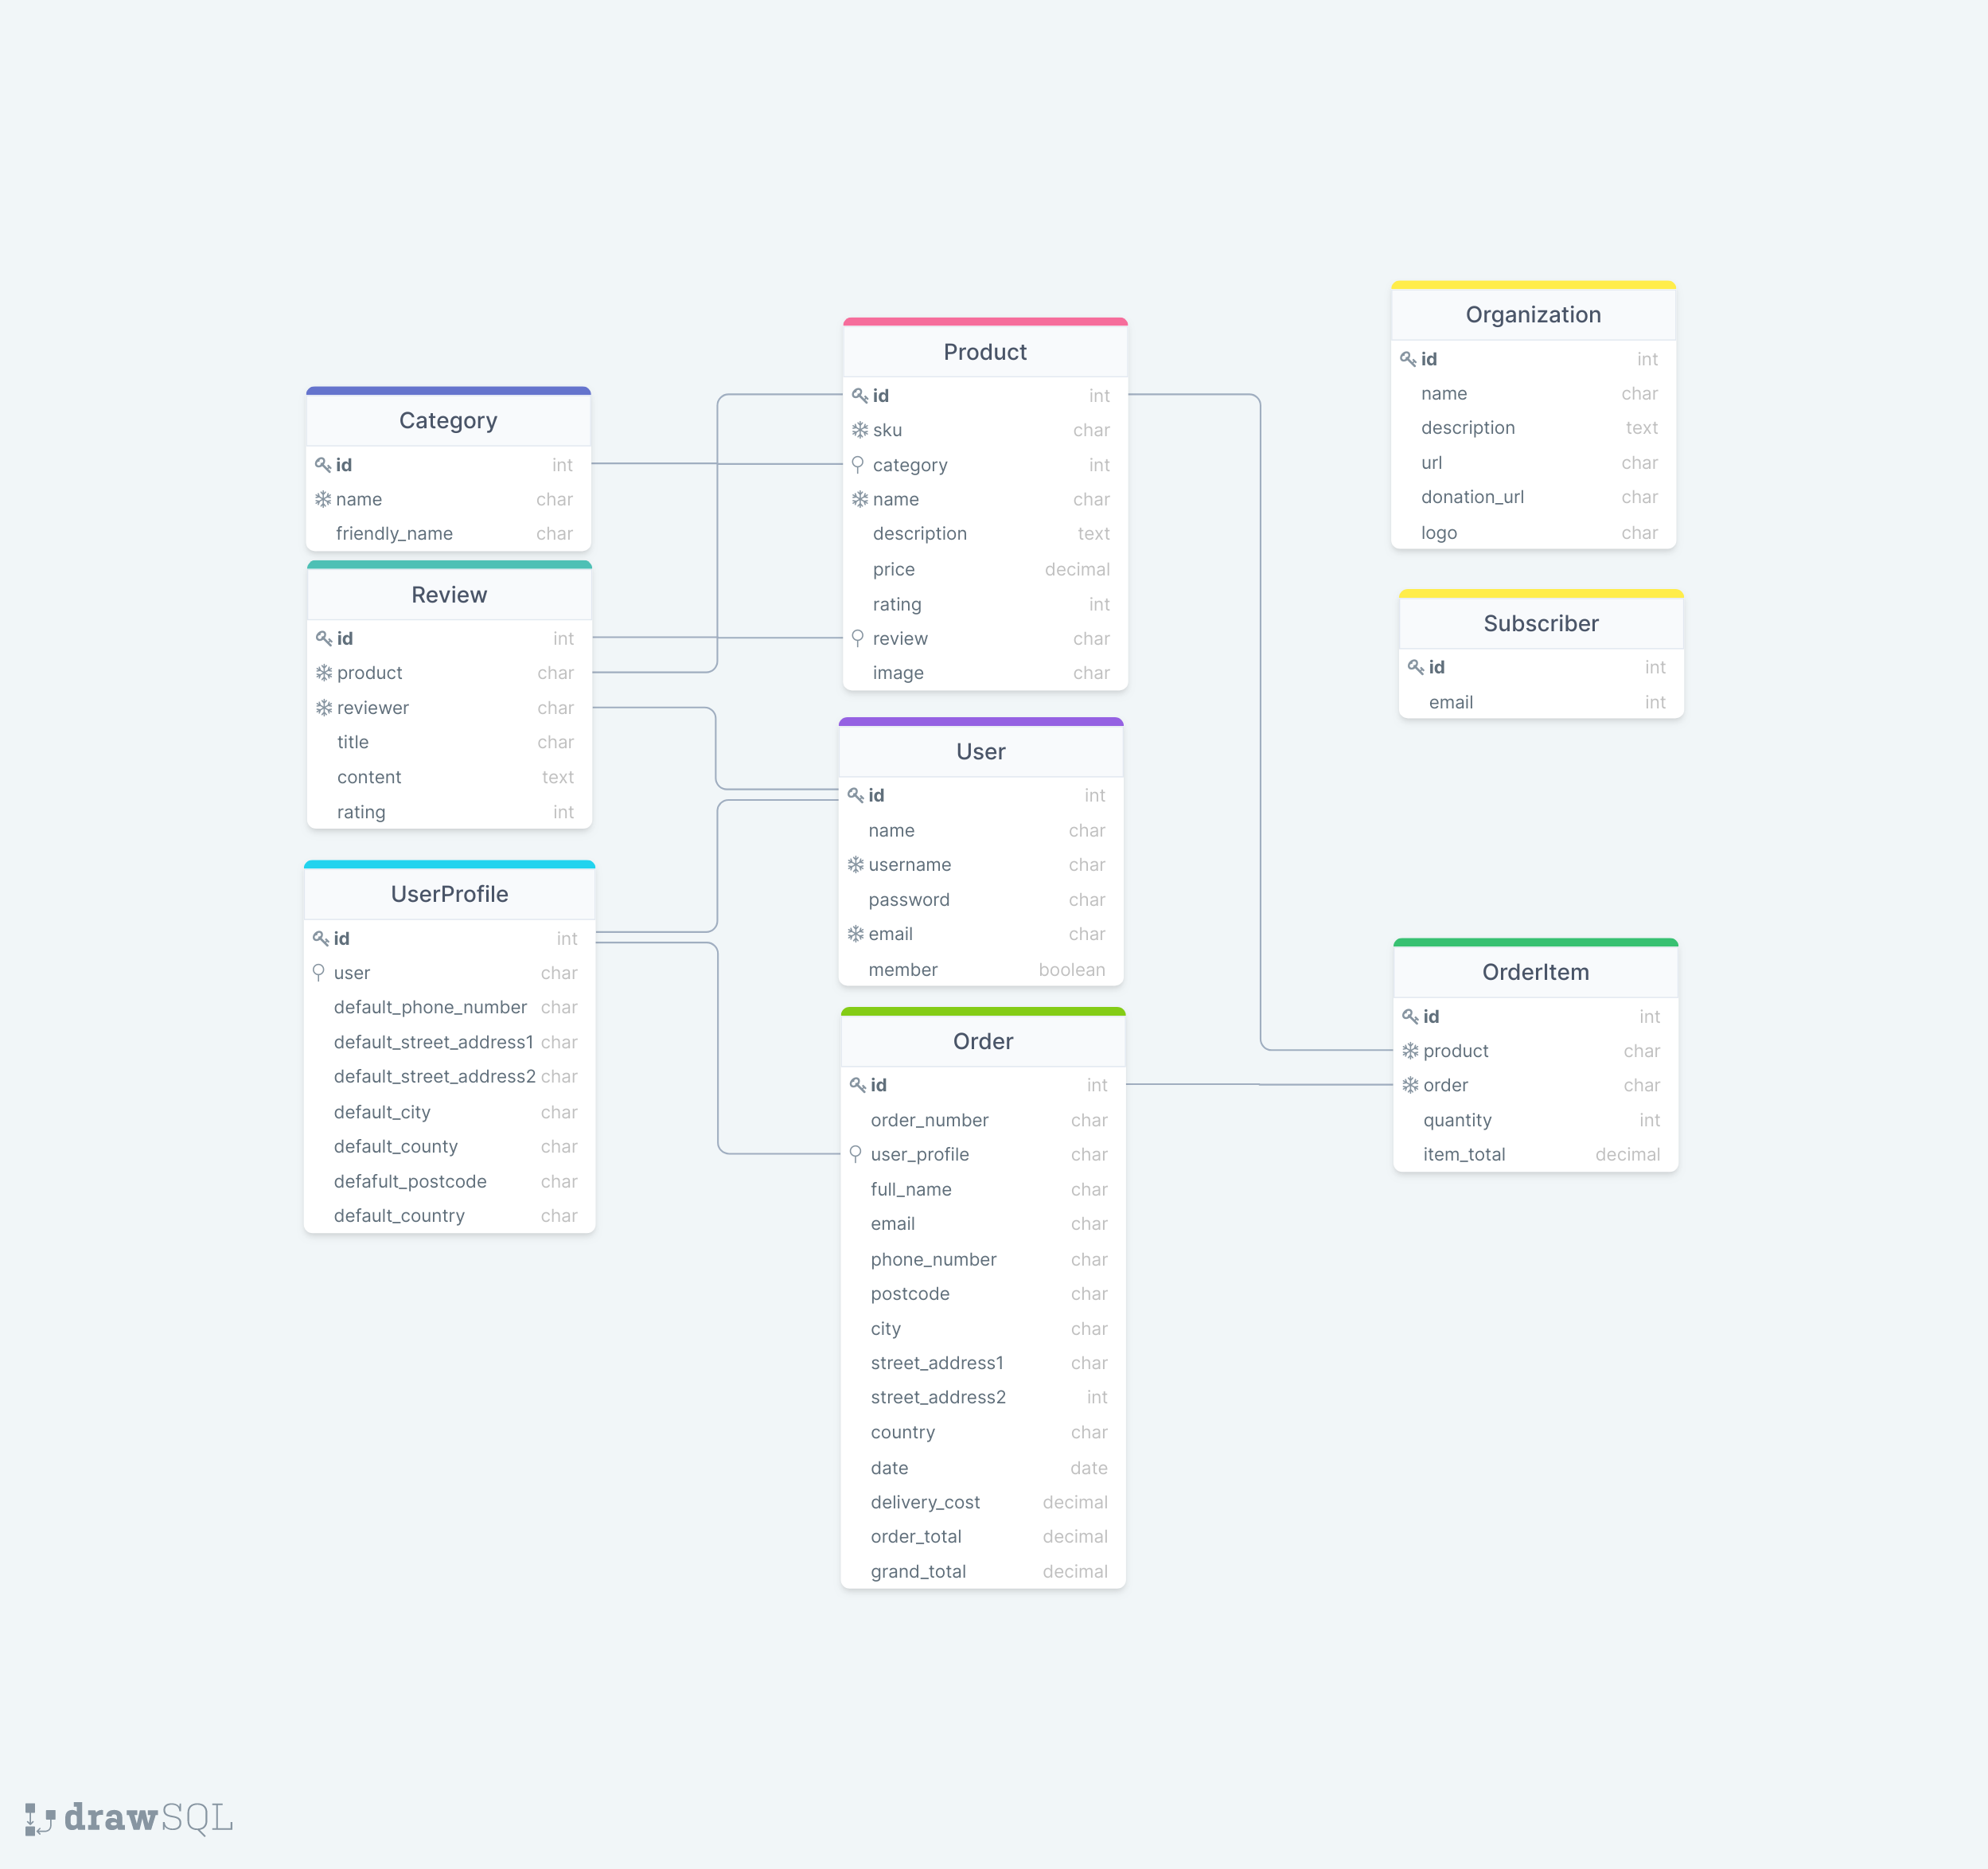 Category
id int
name char
friendly_name char
Review
id int
product char
reviewer char
title char
content text
rating int
UserProfile
id int
user char
default_phone_number char
default_street_address1 char
default_street_address2 char
default_city char
default_county char
defafult_postcode char
default_country char
Product
id int
sku char
category int
name char
description text
price decimal
rating int
review char
image char
User
id int
name char
username char
password char
email char
member boolean
Order
id int
order_number char
user_profile char
full_name char
email char
phone_number char
postcode char
city char
street_address1 char
street_address2 int
country char
date date
delivery_cost decimal
order_total decimal
grand_total decimal
Organization
id int
name char
description text
url char
donation_url char
logo char
Subscriber
id int
email int
OrderItem
id int
product char
order char
quantity int
item_total decimal
drawSQL